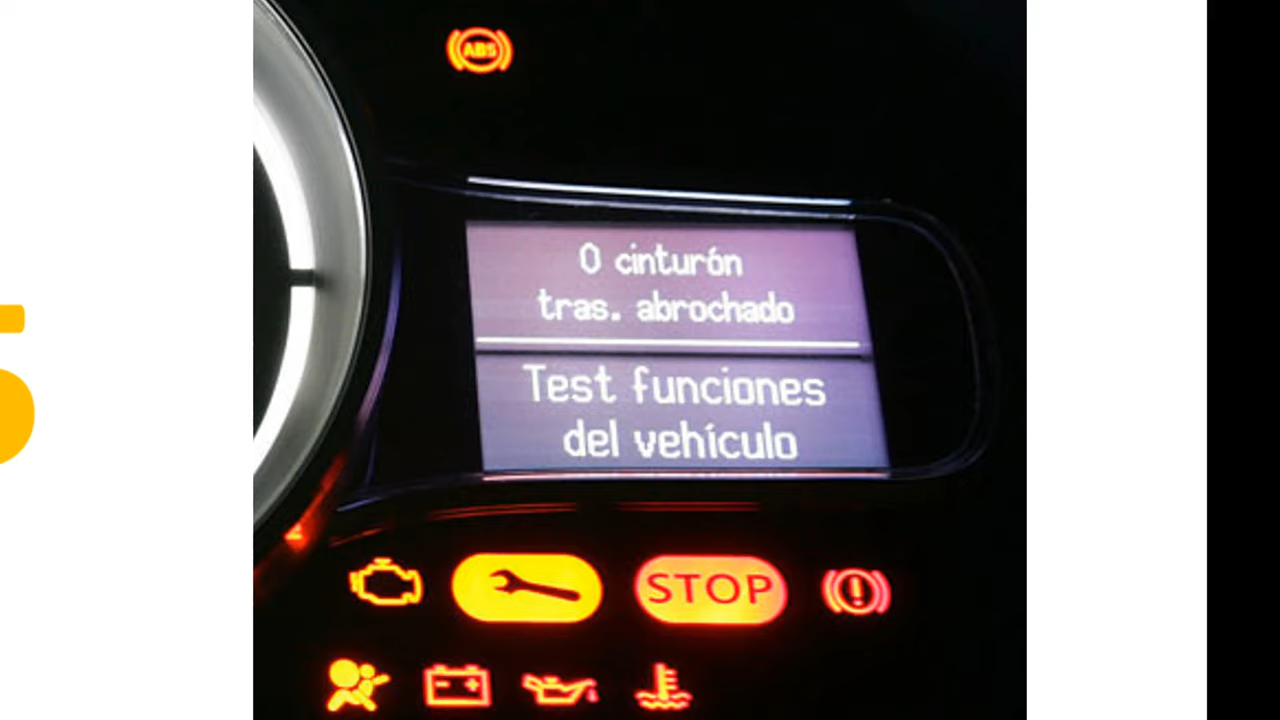 ABS
0 cinturón
tras. abrochado
Test funciones
del vehículo
STOP